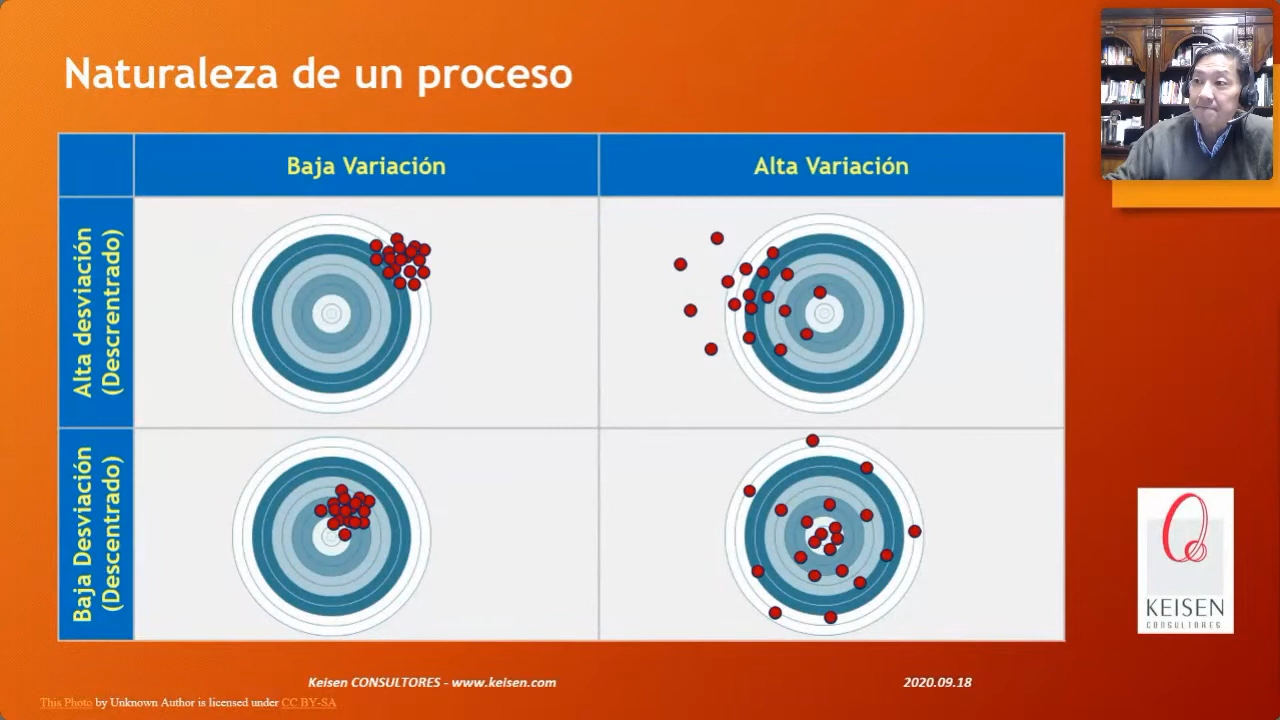 Naturaleza de un proceso
Baja Variación
Alta Variación
Alta desviación
(Descrentrado)
Baja Desviación
(Descentrado)
KEISEN
CONSULTORES
Keisen CONSULTORES - www.keisen.com
2020.09.18
This Photo by Unknown Author is licensed under CC BY-SA